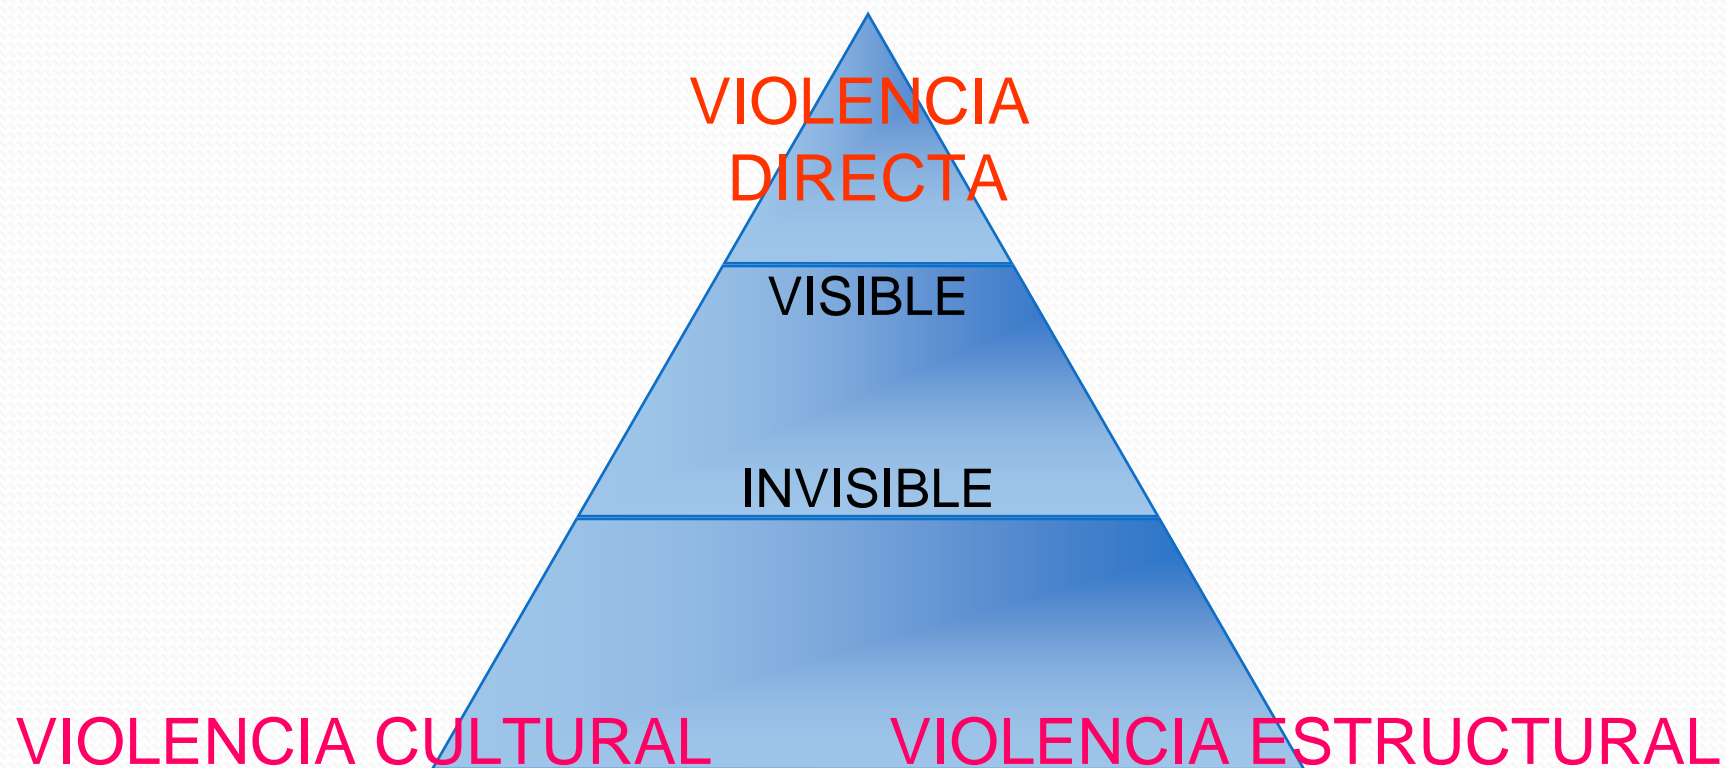 VIOLENCIA
DIRECTA
VISIBLE
INVISIBLE
VIOLENCIA CULTURAL
VIOLENCIA ESTRUCTURAL